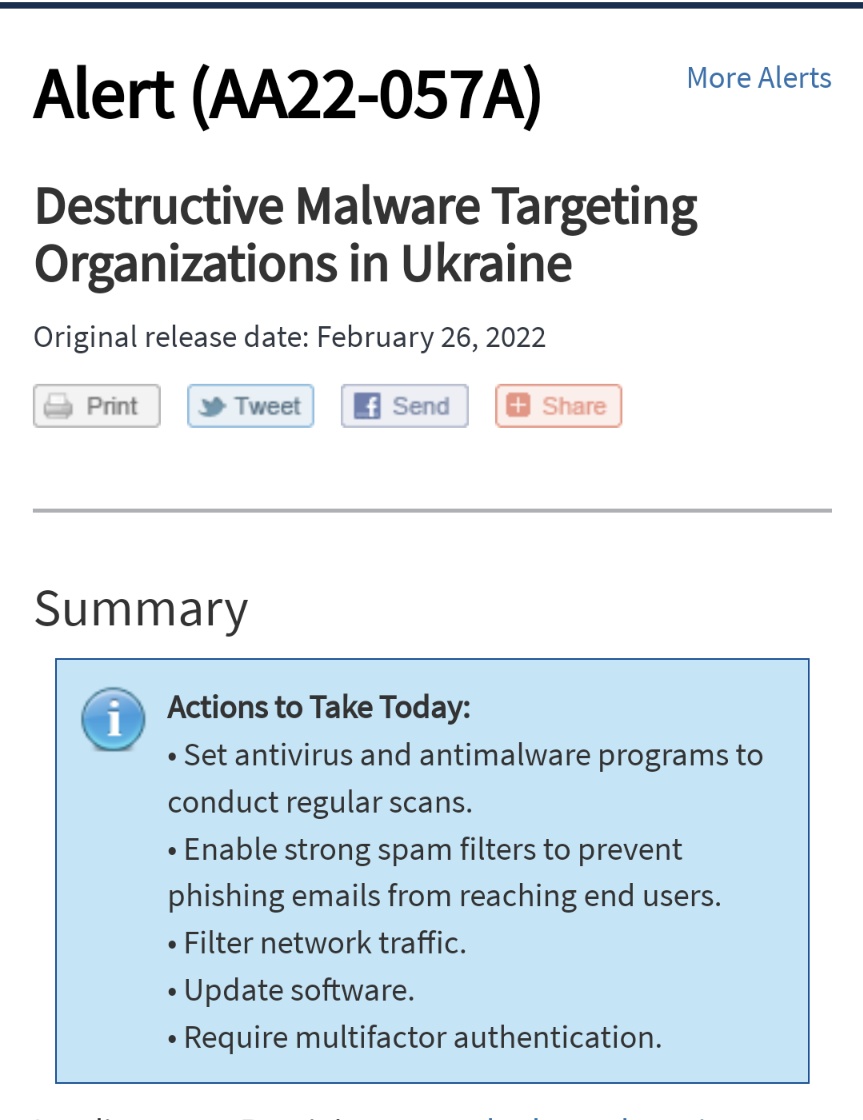 Alert (AA22-057A)
More Alerts
Destructive Malware Targeting
Organizations in Ukraine
Original release date: February 26, 2022
Print
Tweet
Send
Share
Summary
Actions to Take Today:
• Set antivirus and antimalware programs to
conduct regular scans.
• Enable strong spam filters to prevent
phishing emails from reaching end users.
• Filter network traffic.
• Update software.
• Require multifactor authentication.